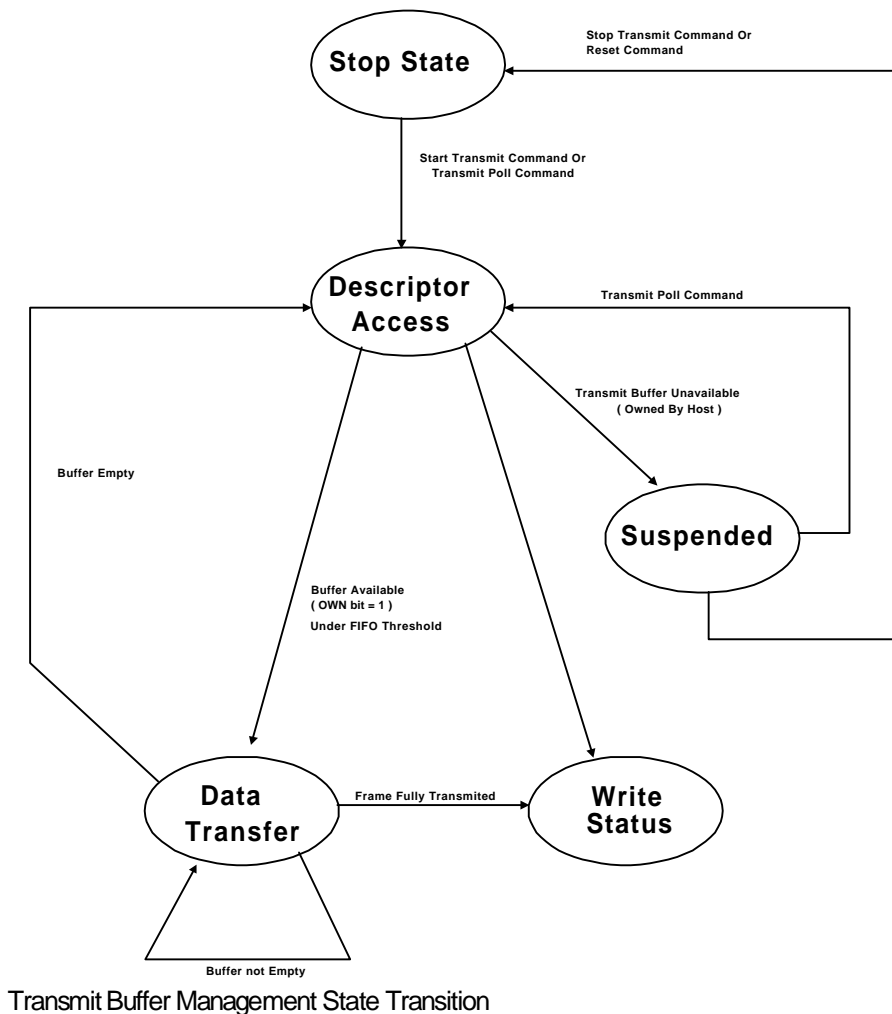 Stop Transmit Command Or
Reset Command
Stop State
Start Transmit Command Or
Transmit Poll Command
Descriptor
Access
Transmit Poll Command
Transmit Buffer Unavailable
( Owned By Host )
Buffer Empty
Suspended
Buffer Available
( OWN bit = 1 )
Under FIFO Threshold
Data
Transfer
Frame Fully Transmited
Write
Status
Buffer not Empty
Transmit Buffer Management State Transition